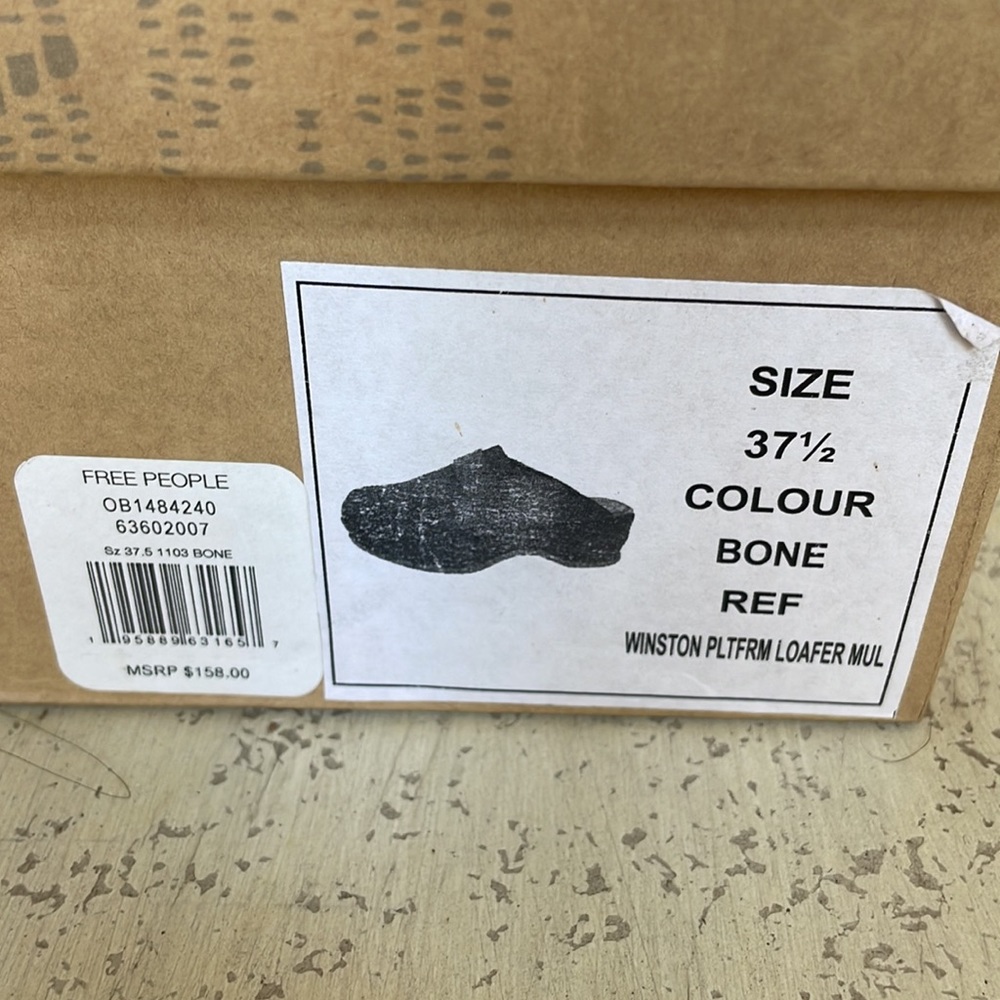 FREE PEOPLE
OB1484240
63602007
Sz 37.5 1103 BONE
1 95889 63165 7
MSRP $158.00
SIZE
37½
COLOUR
BONE
REF
WINSTON PLTFRM LOAFER MUL